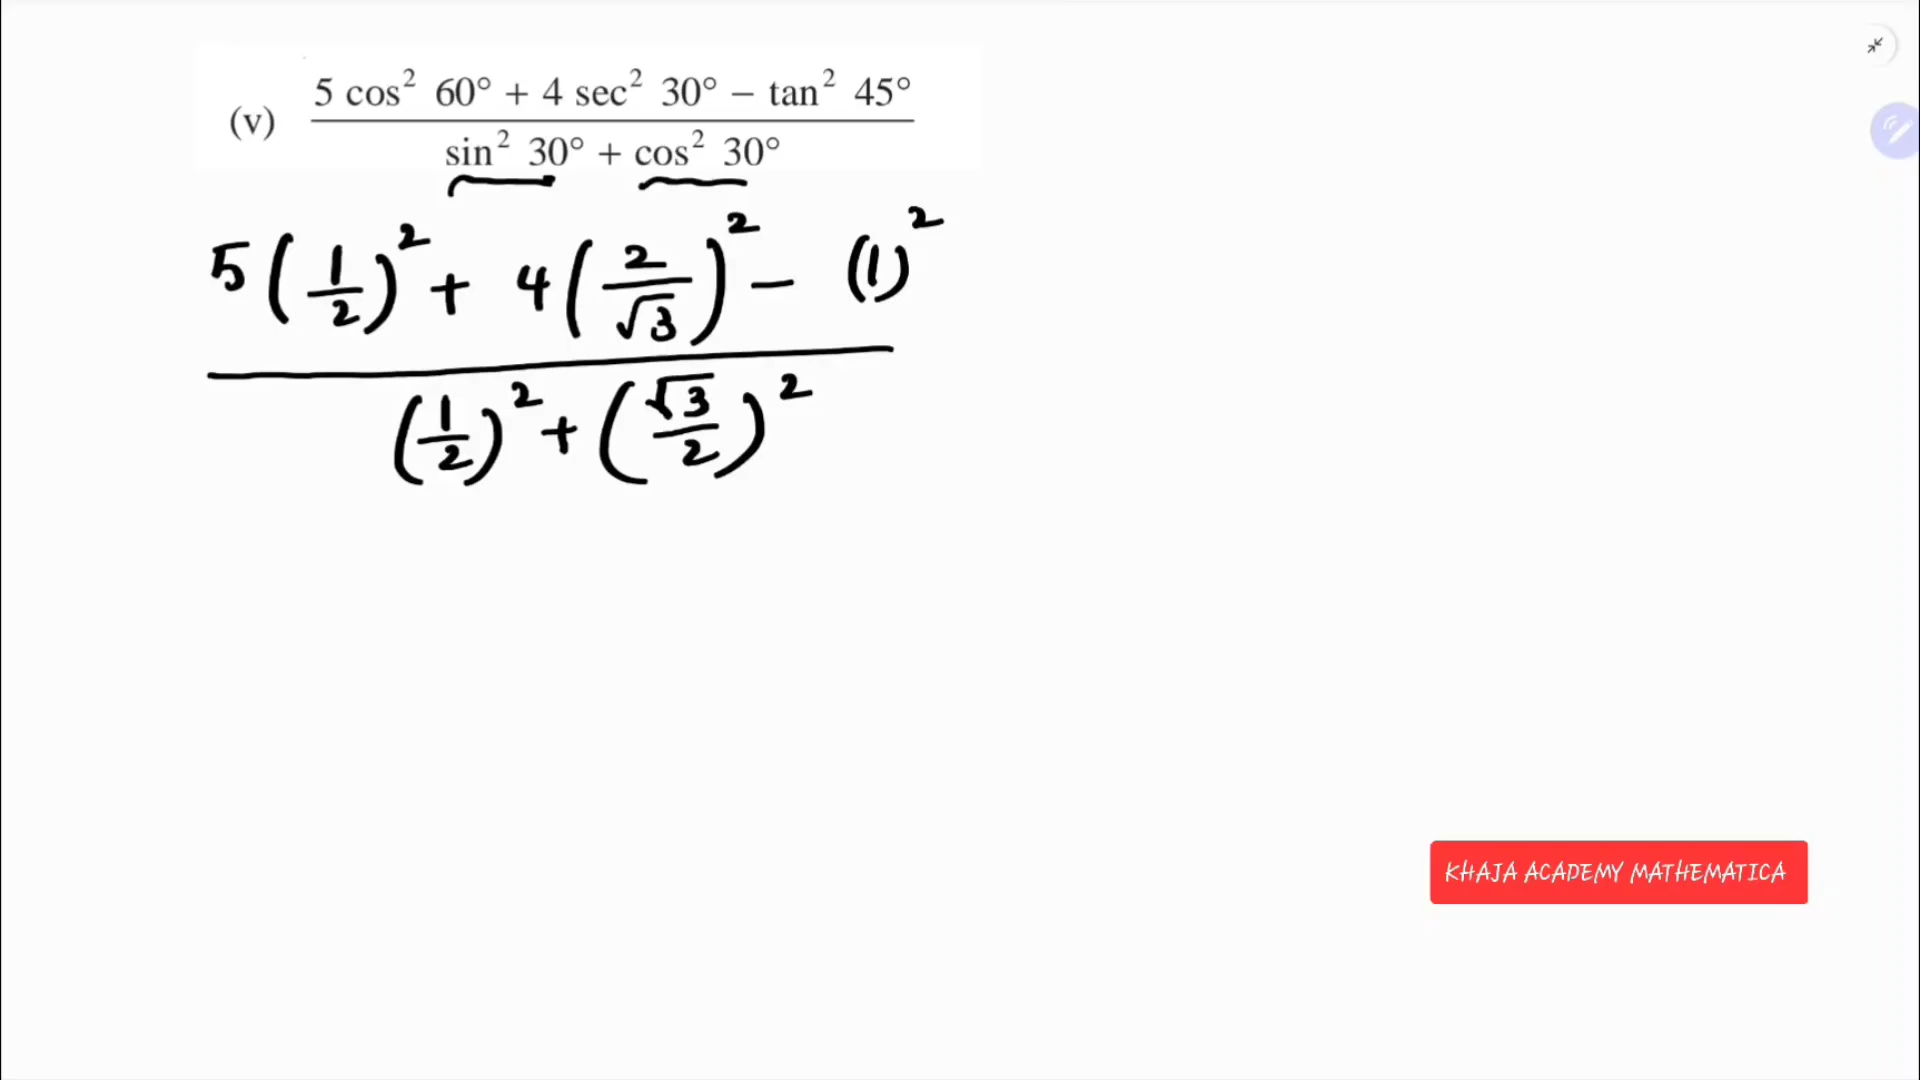 (v) 5 cos² 60° + 4 sec² 30° − tan² 45°
sin² 30° + cos² 30°
5(1/2)² + 4(2/√3)² − (1)²
(1/2)² + (√3/2)²
KHAJA ACADEMY MATHEMATICA